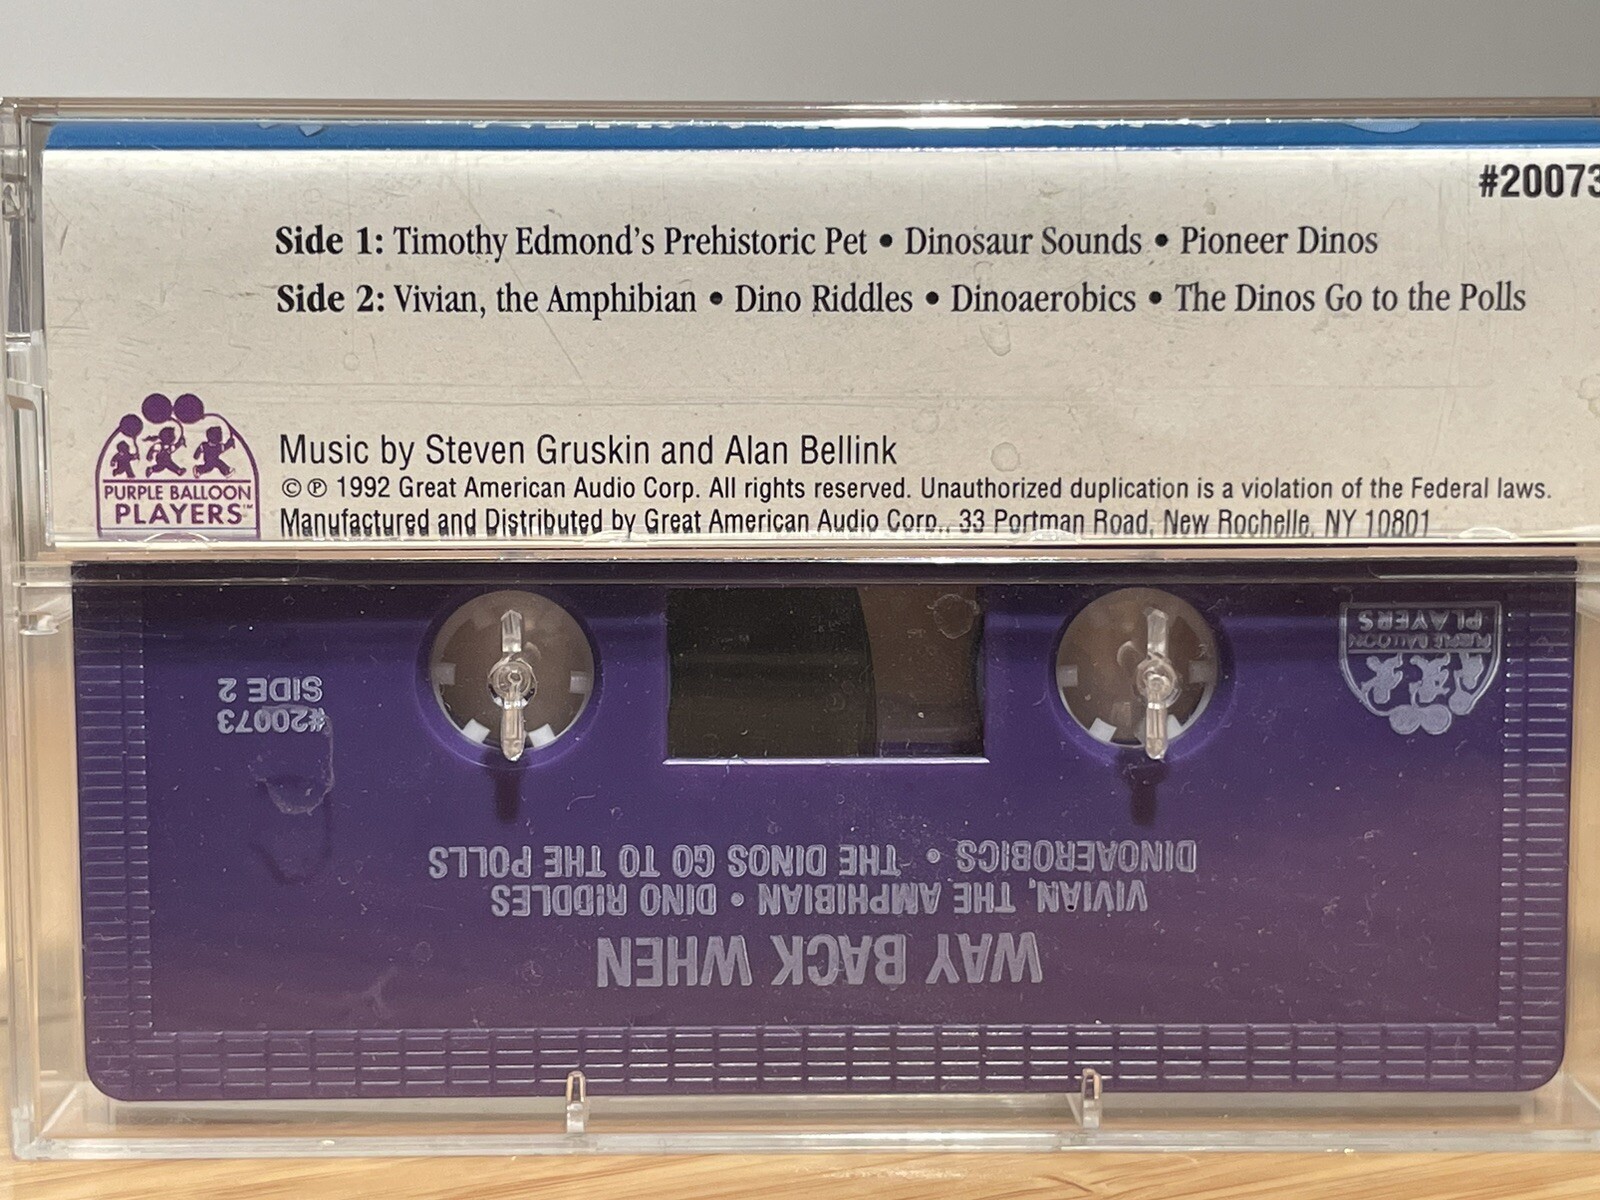 #20073
Side 1: Timothy Edmond's Prehistoric Pet • Dinosaur Sounds • Pioneer Dinos
Side 2: Vivian, the Amphibian • Dino Riddles • Dinoaerobics • The Dinos Go to the Polls
PURPLE BALLOON
PLAYERS™
Music by Steven Gruskin and Alan Bellink
©℗ 1992 Great American Audio Corp. All rights reserved. Unauthorized duplication is a violation of the Federal laws.
Manufactured and Distributed by Great American Audio Corp., 33 Portman Road, New Rochelle, NY 10801
WAY BACK WHEN
VIVIAN, THE AMPHIBIAN • DINO RIDDLES
DINOAEROBICS • THE DINOS GO TO THE POLLS
#20073
SIDE 2
PURPLE BALLOON
PLAYERS